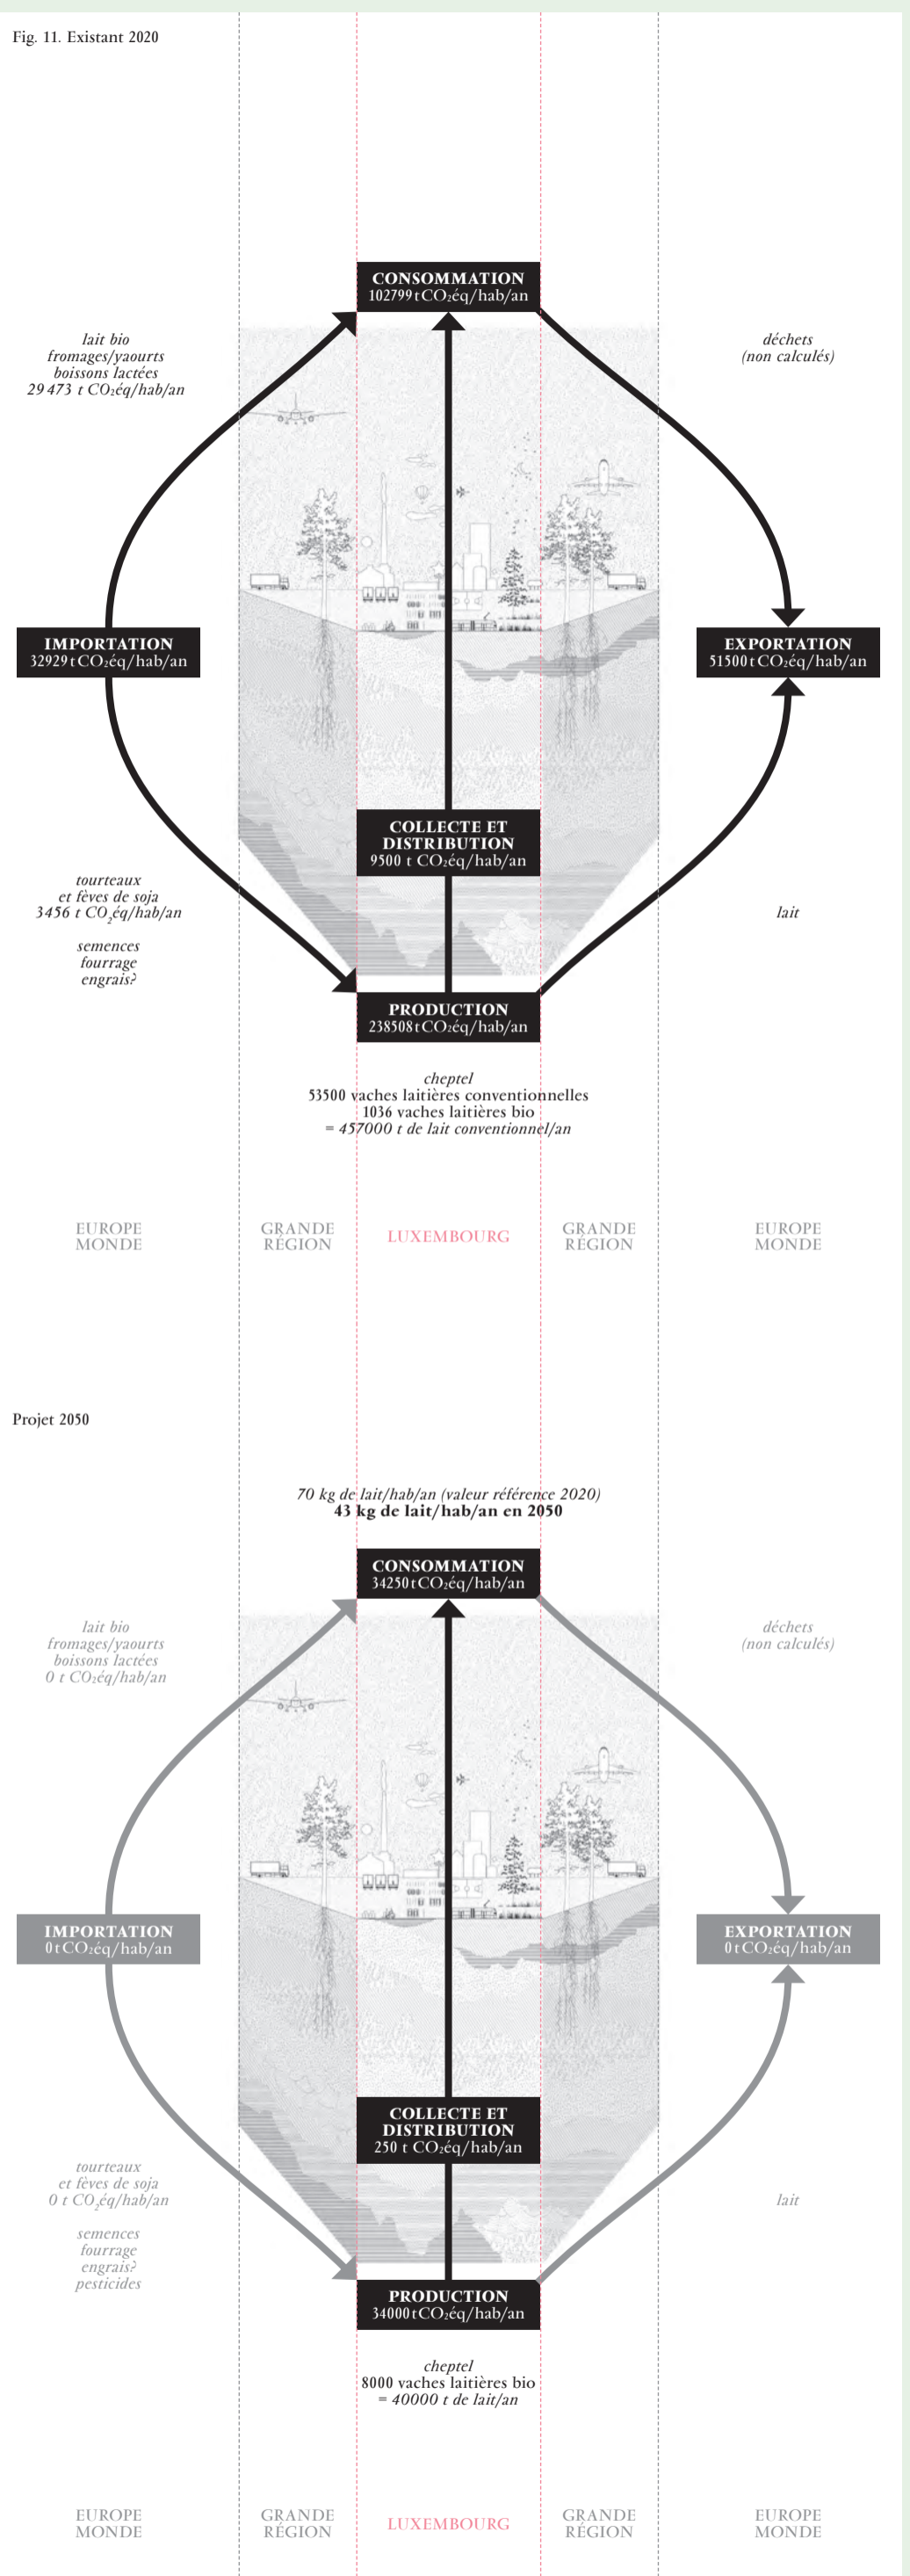 Fig. 11. Existant 2020
CONSOMMATION
102799 t CO₂éq/hab/an
lait bio
fromages/yaourts
boissons lactées
29 473 t CO₂éq/hab/an
déchets
(non calculés)
IMPORTATION
32929 t CO₂éq/hab/an
EXPORTATION
51500 t CO₂éq/hab/an
COLLECTE ET
DISTRIBUTION
9500 t CO₂éq/hab/an
tourteaux
et fèves de soja
3456 t CO₂éq/hab/an
semences
fourrage
engrais?
lait
PRODUCTION
238508 t CO₂éq/hab/an
cheptel
53500 vaches laitières conventionnelles
1036 vaches laitières bio
= 457000 t de lait conventionnel/an
EUROPE
MONDE
GRANDE
RÉGION
LUXEMBOURG
GRANDE
RÉGION
EUROPE
MONDE
Projet 2050
70 kg de lait/hab/an (valeur référence 2020)
43 kg de lait/hab/an en 2050
CONSOMMATION
34250 t CO₂éq/hab/an
lait bio
fromages/yaourts
boissons lactées
0 t CO₂éq/hab/an
déchets
(non calculés)
IMPORTATION
0 t CO₂éq/hab/an
EXPORTATION
0 t CO₂éq/hab/an
COLLECTE ET
DISTRIBUTION
250 t CO₂éq/hab/an
tourteaux
et fèves de soja
0 t CO₂éq/hab/an
semences
fourrage
engrais?
pesticides
lait
PRODUCTION
34000 t CO₂éq/hab/an
cheptel
8000 vaches laitières bio
= 40000 t de lait/an
EUROPE
MONDE
GRANDE
RÉGION
LUXEMBOURG
GRANDE
RÉGION
EUROPE
MONDE